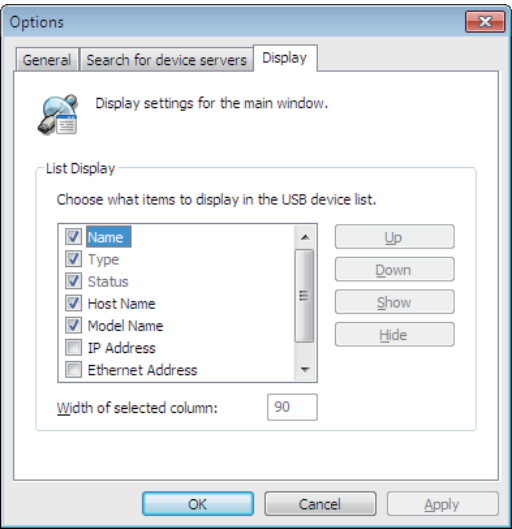 Options
General
Search for device servers
Display
Display settings for the main window.
List Display
Choose what items to display in the USB device list.
Name
Type
Status
Host Name
Model Name
IP Address
Ethernet Address
Up
Down
Show
Hide
Width of selected column:
90
OK
Cancel
Apply